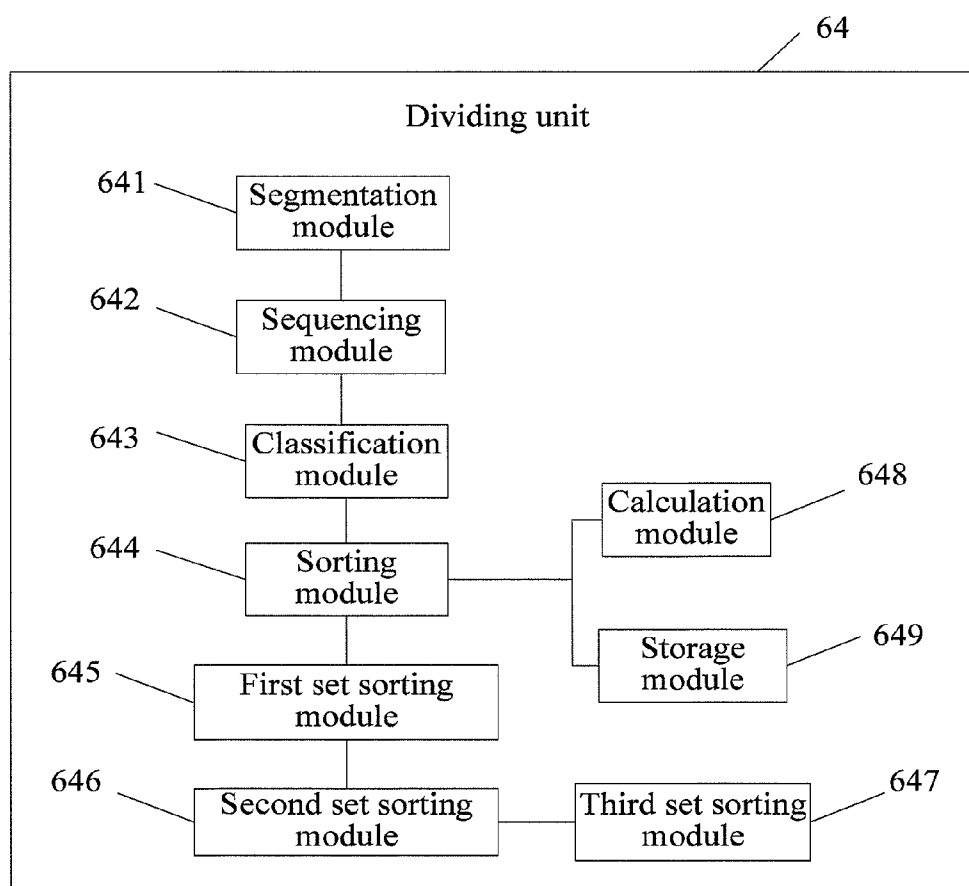 64
Dividing unit
641
Segmentation
module
642
Sequencing
module
643
Classification
module
648
Calculation
module
644
Sorting
module
649
Storage
module
645
First set sorting
module
646
Second set sorting
module
647
Third set sorting
module